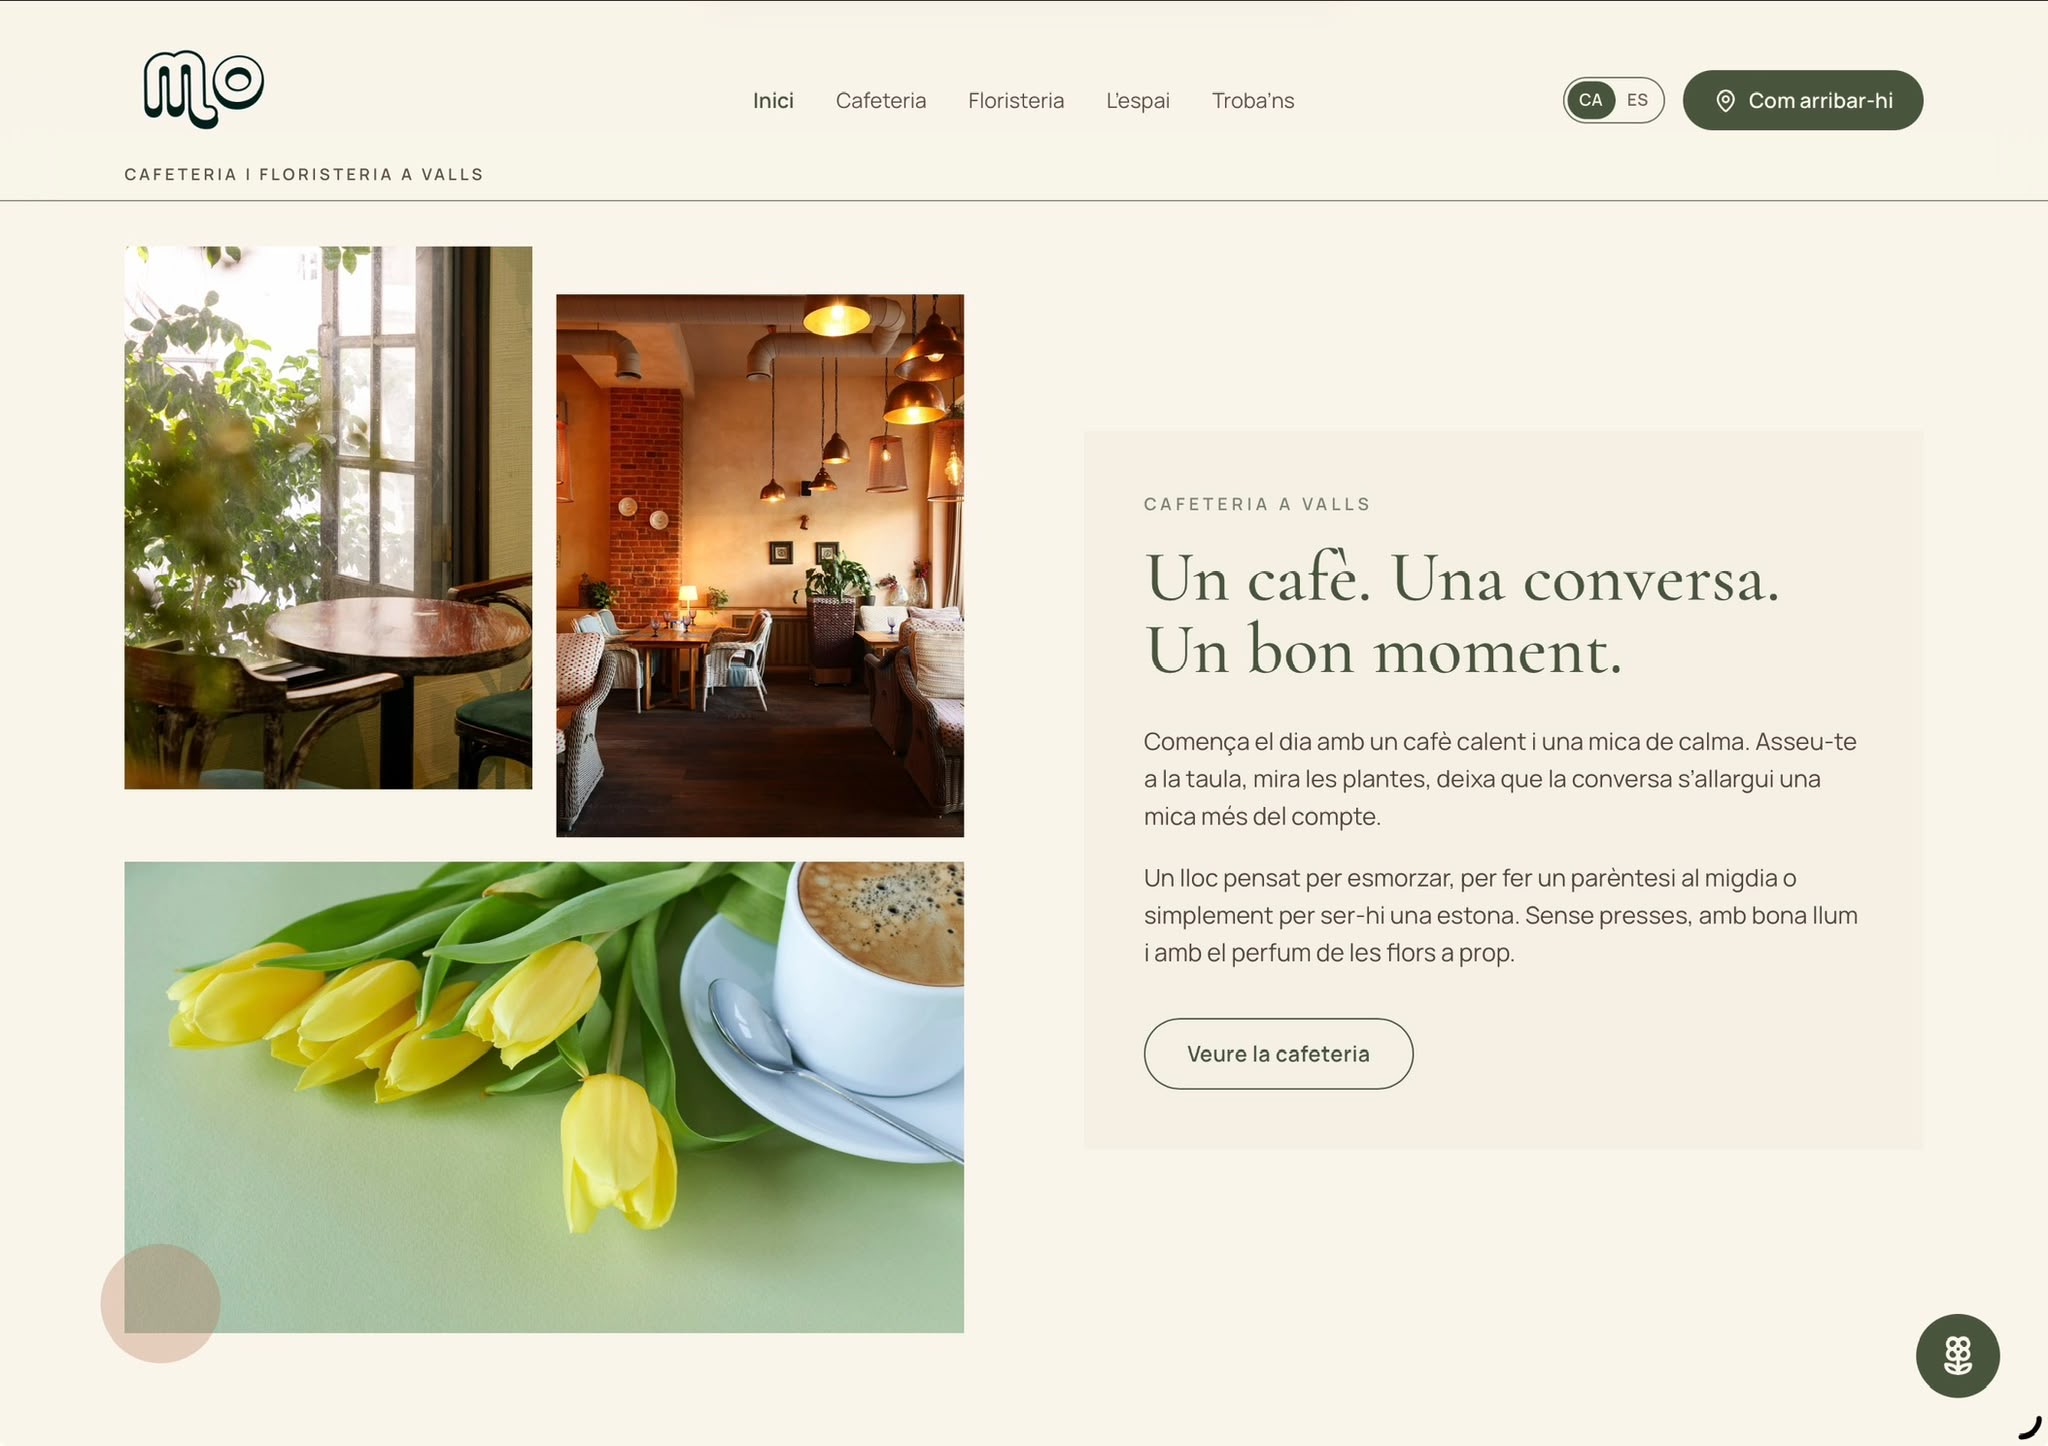 mo
Inici
Cafeteria
Floristeria
L’espai
Troba’ns
CA
ES
Com arribar-hi
CAFETERIA I FLORISTERIA A VALLS
CAFETERIA A VALLS
Un cafè. Una conversa.
Un bon moment.
Comença el dia amb un cafè calent i una mica de calma. Asseu-te
a la taula, mira les plantes, deixa que la conversa s’allargui una
mica més del compte.
Un lloc pensat per esmorzar, per fer un parèntesi al migdia o
simplement per ser-hi una estona. Sense presses, amb bona llum
i amb el perfum de les flors a prop.
Veure la cafeteria